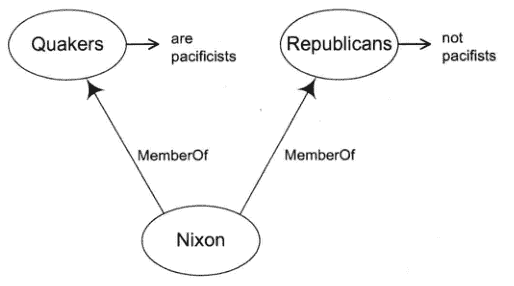 Quakers
are
pacificists
Republicans
not
pacifists
MemberOf
MemberOf
Nixon